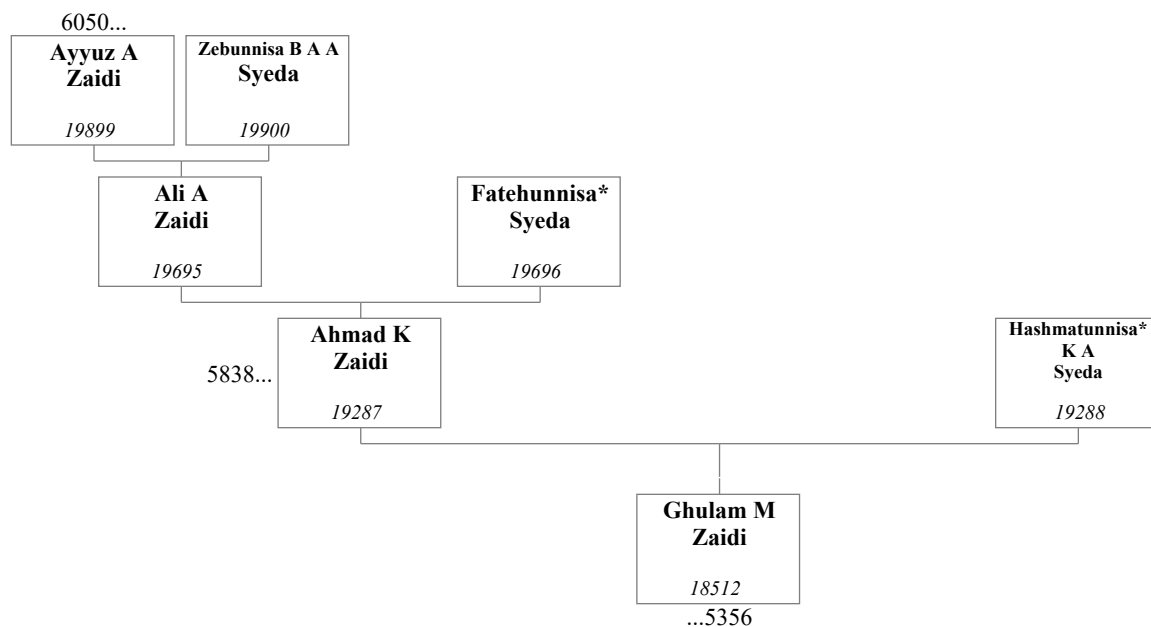 6050...
Ayyuz A
Zaidi
19899
Zebunnisa B A A
Syeda
19900
Ali A
Zaidi
19695
Fatehunnisa*
Syeda
19696
Ahmad K
Zaidi
19287
5838...
Hashmatunnisa*
K A
Syeda
19288
Ghulam M
Zaidi
18512
...5356